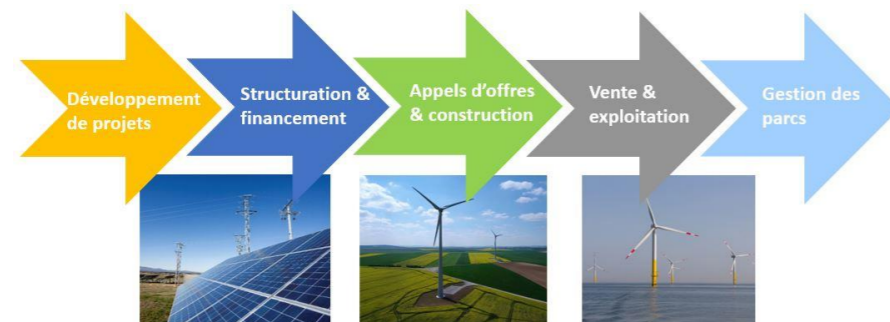 Développement
de projets
Structuration &
financement
Appels d'offres
& construction
Vente &
exploitation
Gestion des
parcs